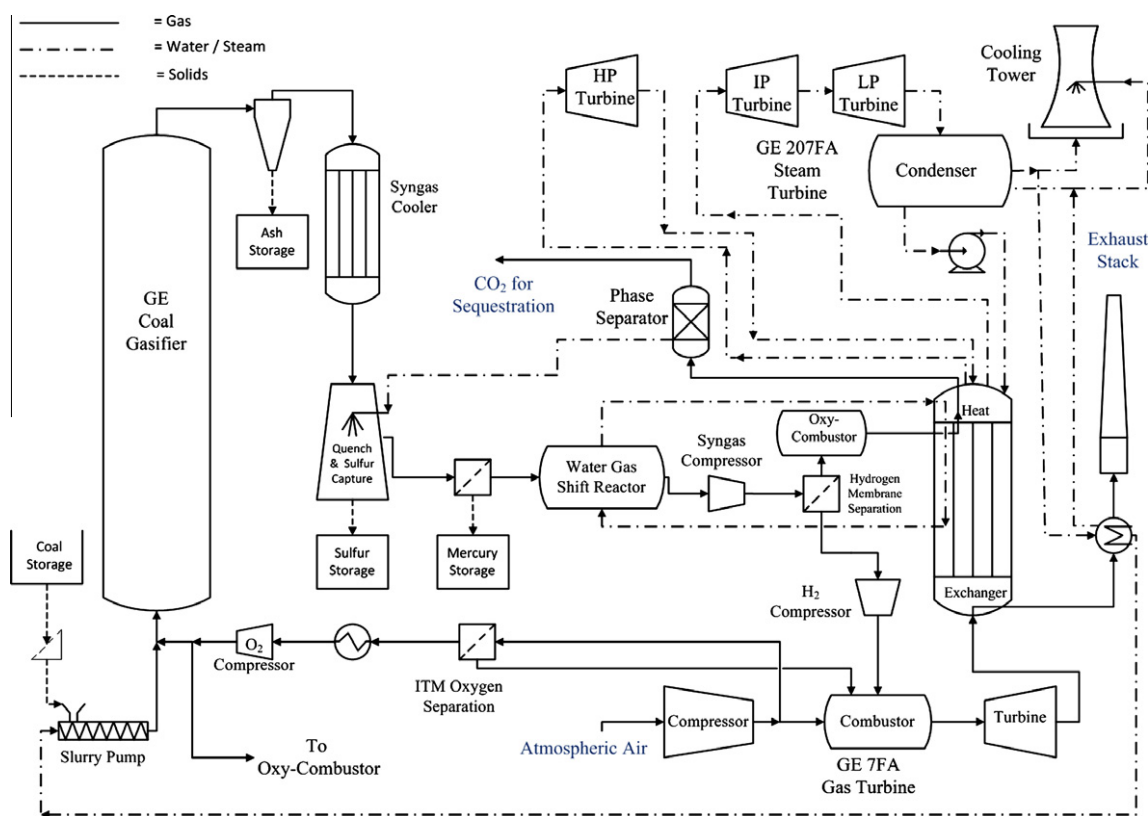 = Gas
= Water / Steam
= Solids
HP
Turbine
IP
Turbine
LP
Turbine
Cooling
Tower
GE 207FA
Steam
Turbine
Condenser
Syngas
Cooler
Ash
Storage
Exhaust
Stack
CO₂ for
Sequestration
Phase
Separator
GE
Coal
Gasifier
Heat
Oxy-
Combustor
Syngas
Compressor
Quench
& Sulfur
Capture
Water Gas
Shift Reactor
Hydrogen
Membrane
Separation
Coal
Storage
Sulfur
Storage
Mercury
Storage
H₂
Compressor
Exchanger
O₂
Compressor
ITM Oxygen
Separation
Compressor
Combustor
Turbine
Slurry Pump
To
Oxy-Combustor
Atmospheric Air
GE 7FA
Gas Turbine